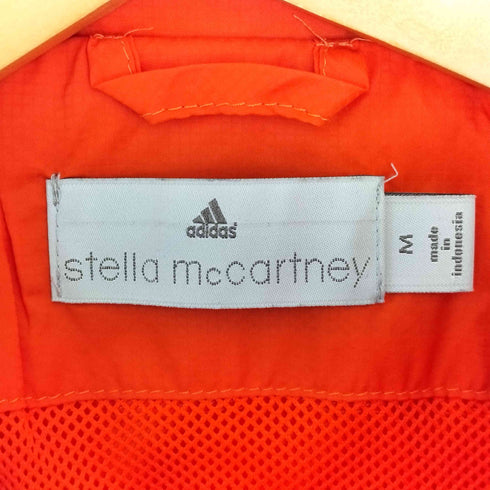 adidas
stella mccartney
M
made
in
indonesia